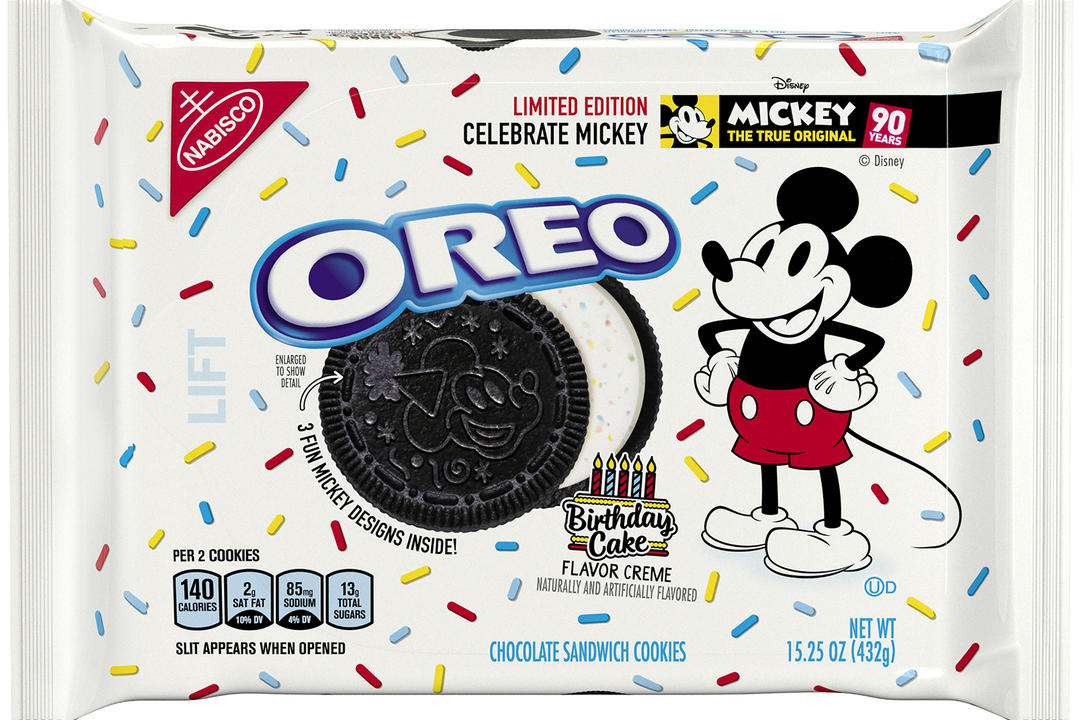 NABISCO
LIMITED EDITION
CELEBRATE MICKEY
Disney
MICKEY
THE TRUE ORIGINAL
90
YEARS
© Disney
OREO
LIFT
ENLARGED
TO SHOW
DETAIL
3 FUN MICKEY DESIGNS INSIDE!
Birthday
Cake
FLAVOR CREME
NATURALLY AND ARTIFICIALLY FLAVORED
PER 2 COOKIES
140
CALORIES
2g
SAT FAT
10% DV
85mg
SODIUM
4% DV
13g
TOTAL
SUGARS
SLIT APPEARS WHEN OPENED
CHOCOLATE SANDWICH COOKIES
U D
NET WT
15.25 OZ (432g)